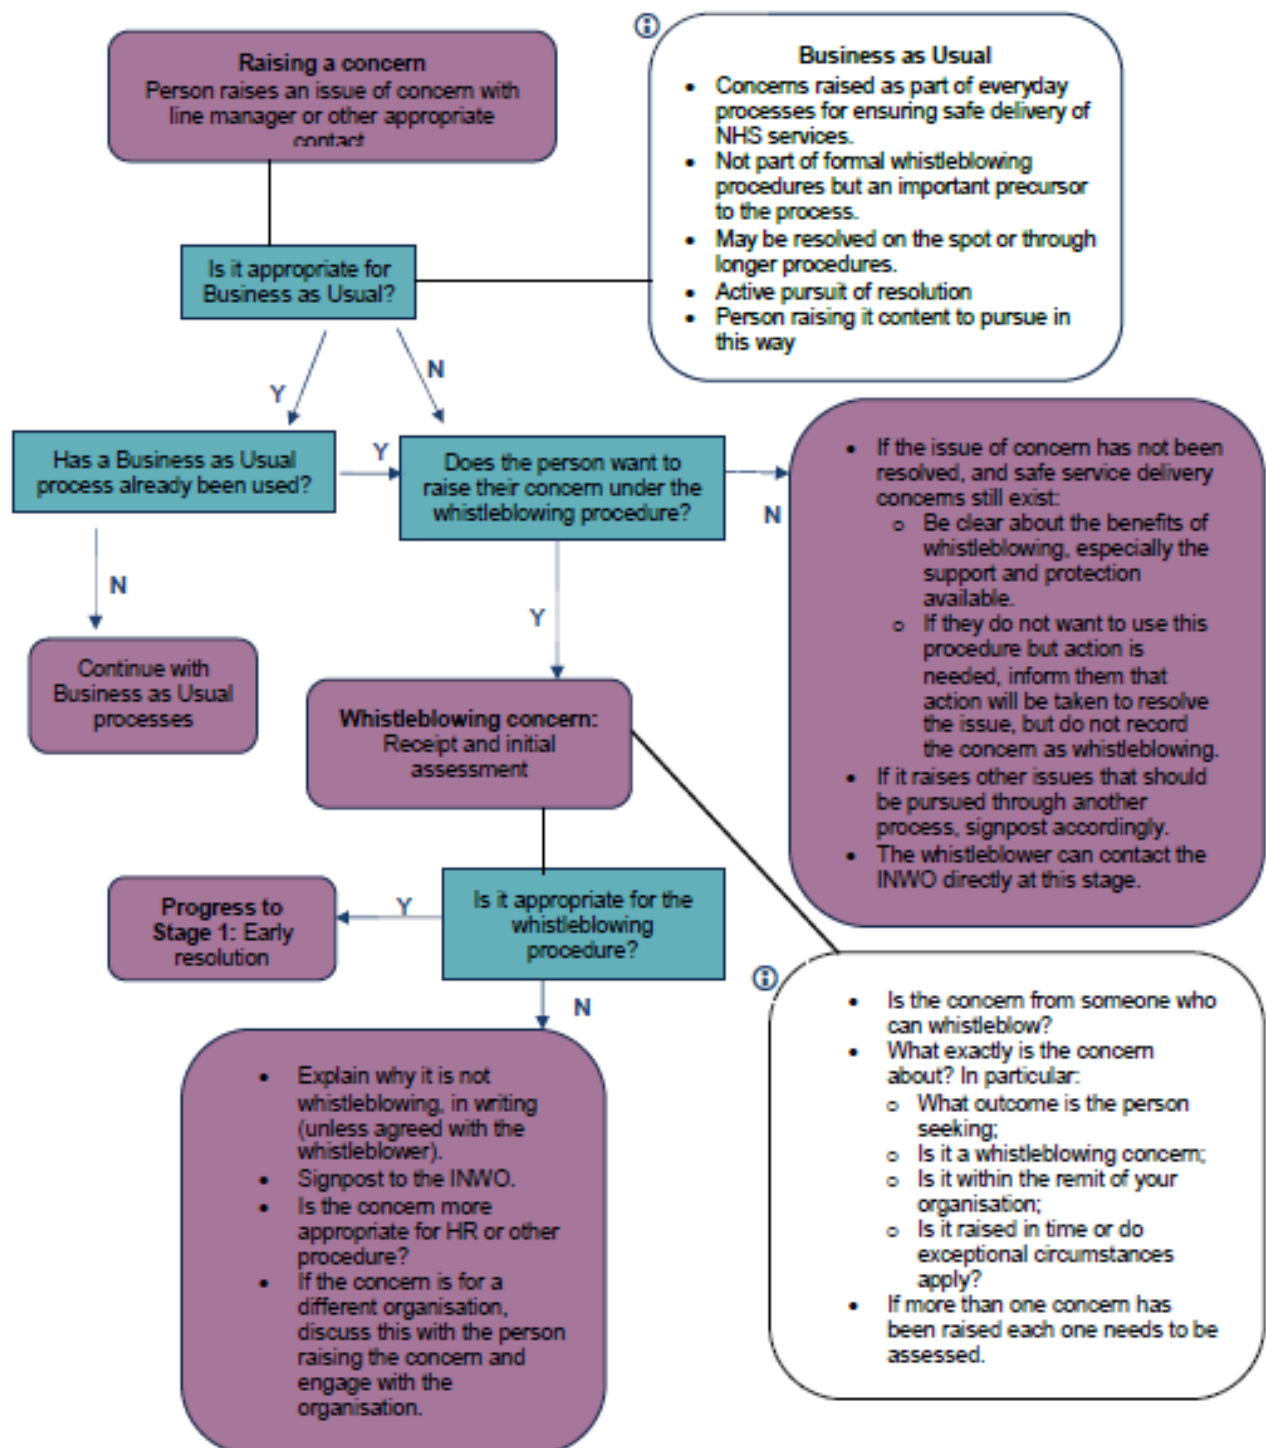 Raising a concern
Person raises an issue of concern with
line manager or other appropriate
contact
Business as Usual
• Concerns raised as part of everyday
processes for ensuring safe delivery of
NHS services.
• Not part of formal whistleblowing
procedures but an important precursor
to the process.
• May be resolved on the spot or through
longer procedures.
• Active pursuit of resolution
• Person raising it content to pursue in
this way
Is it appropriate for
Business as Usual?
Y
N
Has a Business as Usual
process already been used?
Y
Does the person want to
raise their concern under the
whistleblowing procedure?
N
• If the issue of concern has not been
resolved, and safe service delivery
concerns still exist:
o Be clear about the benefits of
whistleblowing, especially the
support and protection
available.
o If they do not want to use this
procedure but action is
needed, inform them that
action will be taken to resolve
the issue, but do not record
the concern as whistleblowing.
• If it raises other issues that should
be pursued through another
process, signpost accordingly.
• The whistleblower can contact the
INWO directly at this stage.
N
Y
Continue with
Business as Usual
processes
Whistleblowing concern:
Receipt and initial
assessment
Progress to
Stage 1: Early
resolution
Y
Is it appropriate for the
whistleblowing
procedure?
N
• Explain why it is not
whistleblowing, in writing
(unless agreed with the
whistleblower).
• Signpost to the INWO.
• Is the concern more
appropriate for HR or other
procedure?
• If the concern is for a
different organisation,
discuss this with the person
raising the concern and
engage with the
organisation.
• Is the concern from someone who
can whistleblow?
• What exactly is the concern
about? In particular:
o What outcome is the person
seeking;
o Is it a whistleblowing concern;
o Is it within the remit of your
organisation;
o Is it raised in time or do
exceptional circumstances
apply?
• If more than one concern has
been raised each one needs to be
assessed.